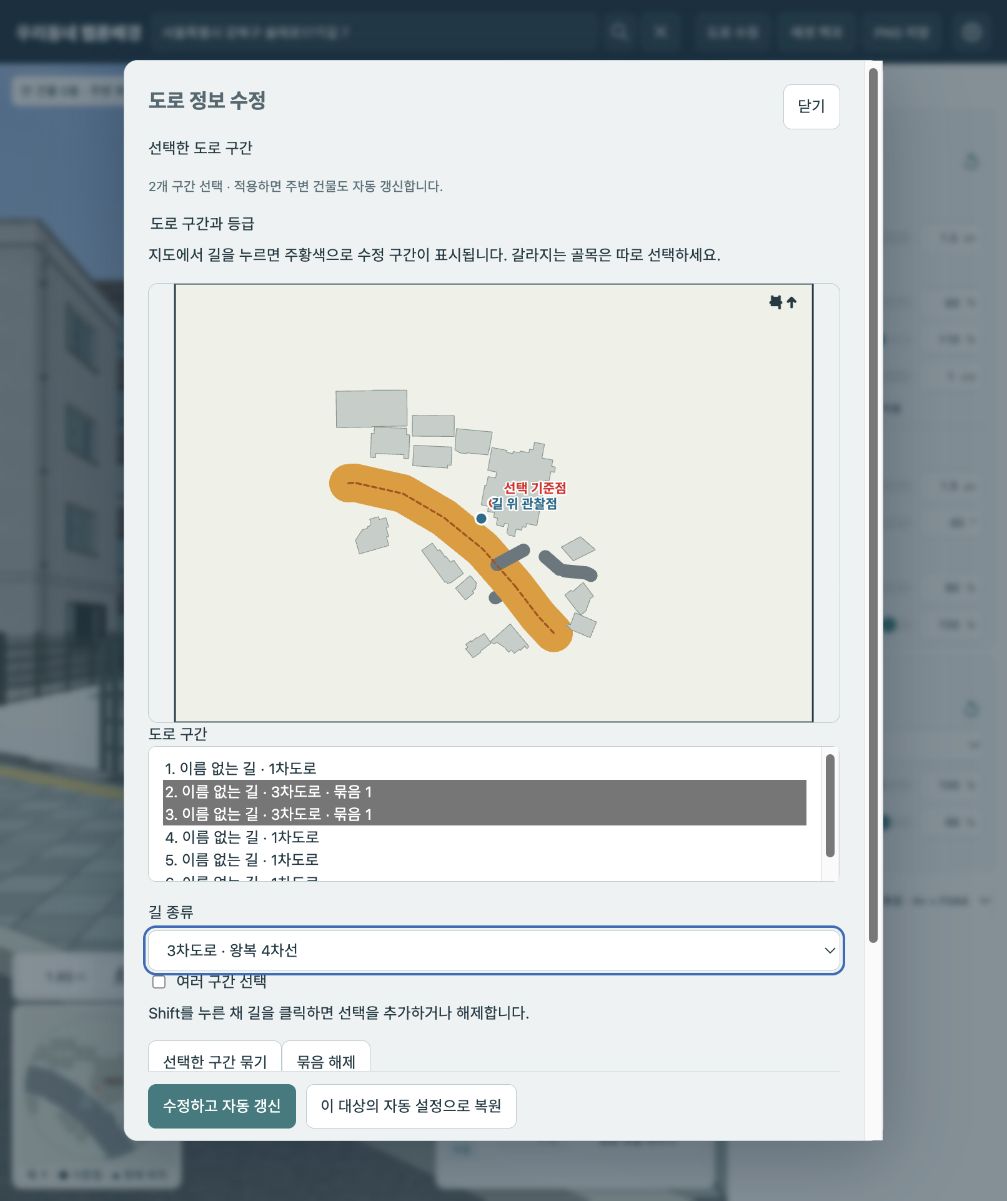 도로 정보 수정
닫기
선택한 도로 구간
2개 구간 선택 · 적용하면 주변 건물도 자동 갱신합니다.
도로 구간과 등급
지도에서 길을 누르면 주황색으로 수정 구간이 표시됩니다. 갈라지는 골목은 따로 선택하세요.
북↑
선택 기준점
길 위 관찰점
도로 구간
1. 이름 없는 길 · 1차도로
2. 이름 없는 길 · 3차도로 · 묶음 1
3. 이름 없는 길 · 3차도로 · 묶음 1
4. 이름 없는 길 · 1차도로
5. 이름 없는 길 · 1차도로
6. 이름 없는 길 · 1차도로
길 종류
3차도로 · 왕복 4차선
여러 구간 선택
Shift를 누른 채 길을 클릭하면 선택을 추가하거나 해제합니다.
선택한 구간 묶기
묶음 해제
수정하고 자동 갱신
이 대상의 자동 설정으로 복원